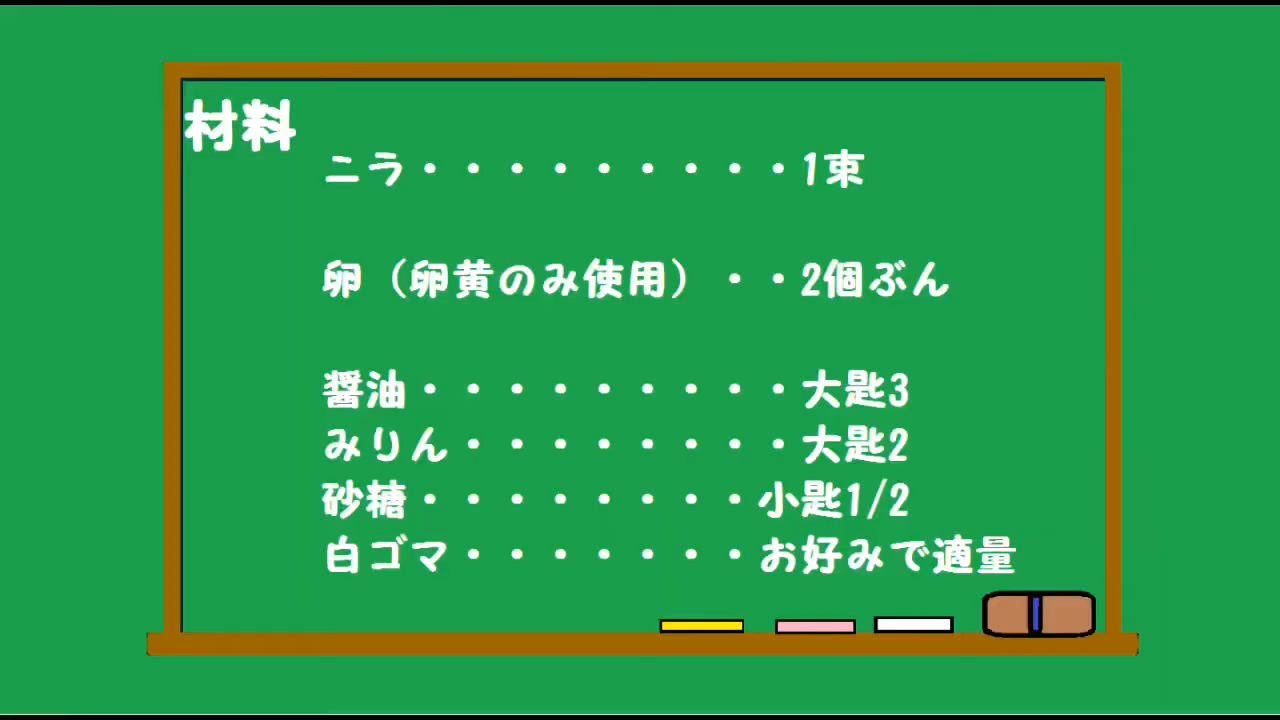 材料
ニラ・・・・・・・・・1束
卵（卵黄のみ使用）・・2個ぶん
醤油・・・・・・・・・大匙3
みりん・・・・・・・・大匙2
砂糖・・・・・・・・小匙1/2
白ゴマ・・・・・・・お好みで適量